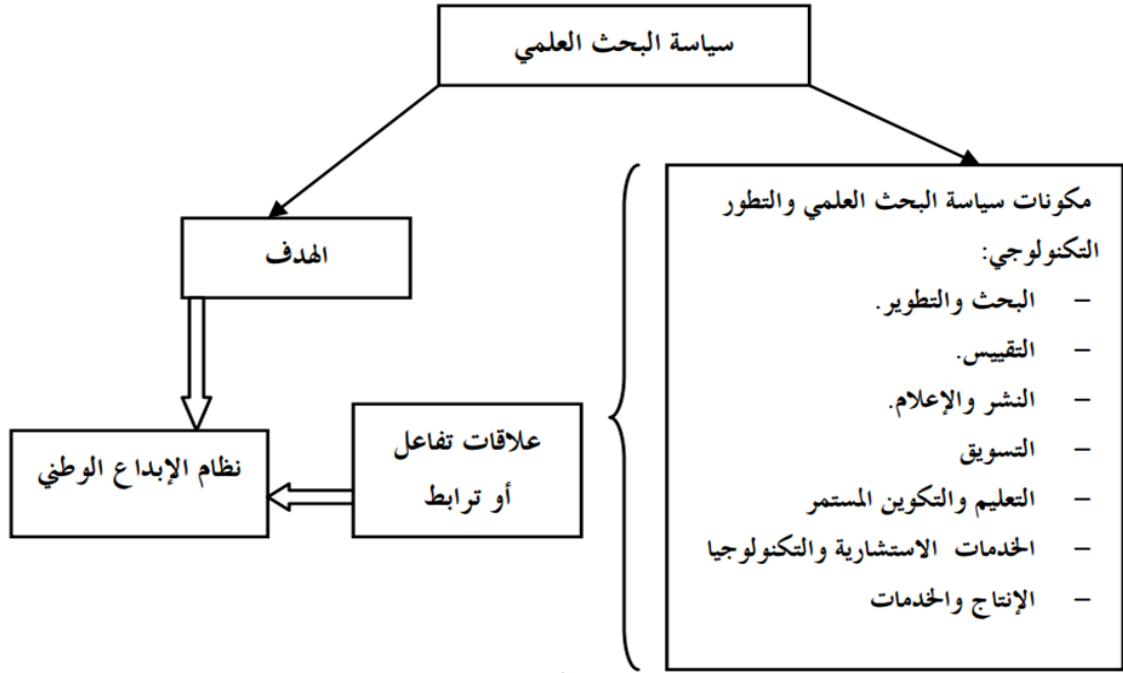 سياسة البحث العلمي
مكونات سياسة البحث العلمي والتطور
التكنولوجي:
– البحث والتطوير.
– التقييس.
– النشر والإعلام.
– التسويق
– التعليم والتكوين المستمر
– الخدمات الاستشارية والتكنولوجيا
– الإنتاج والخدمات
الهدف
علاقات تفاعل
أو ترابط
نظام الإبداع الوطني